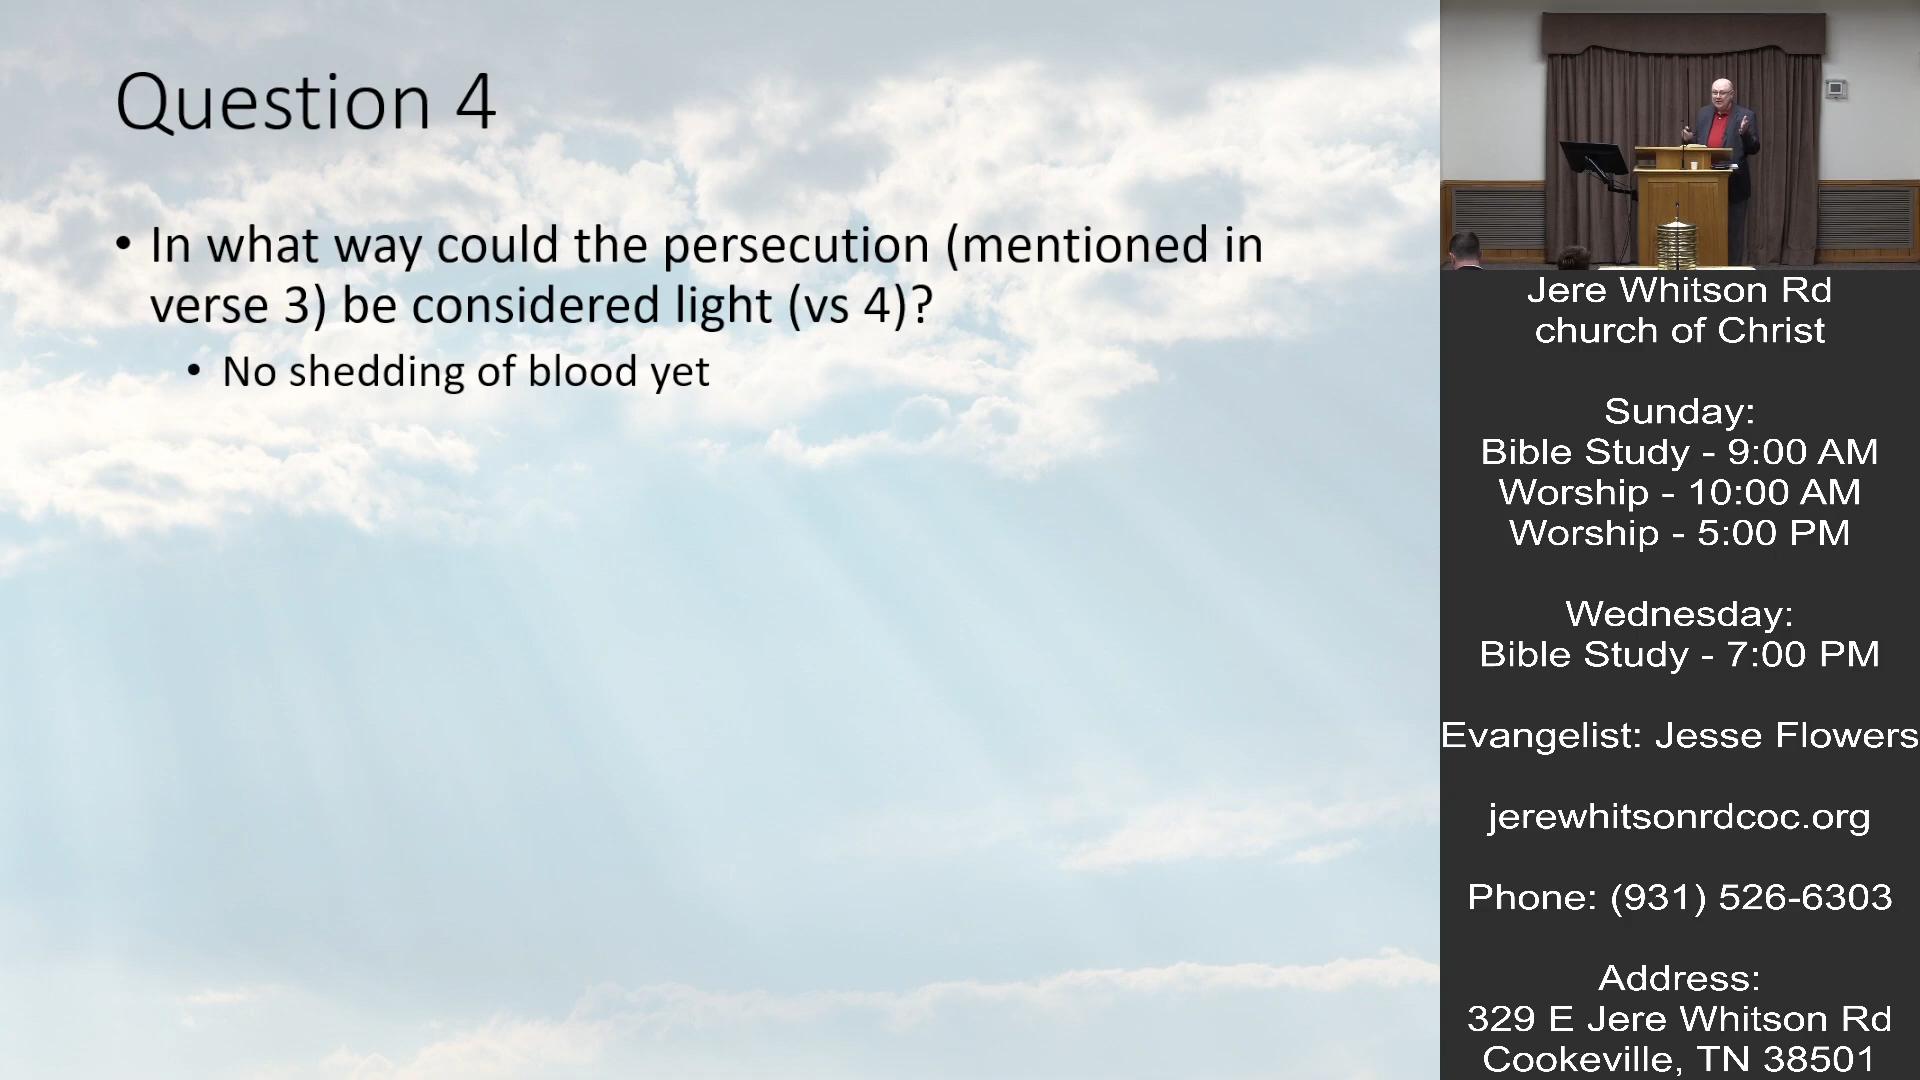 Question 4
• In what way could the persecution (mentioned in
verse 3) be considered light (vs 4)?
• No shedding of blood yet
Jere Whitson Rd
church of Christ
Sunday:
Bible Study - 9:00 AM
Worship - 10:00 AM
Worship - 5:00 PM
Wednesday:
Bible Study - 7:00 PM
Evangelist: Jesse Flowers
jerewhitsonrdcoc.org
Phone: (931) 526-6303
Address:
329 E Jere Whitson Rd
Cookeville, TN 38501